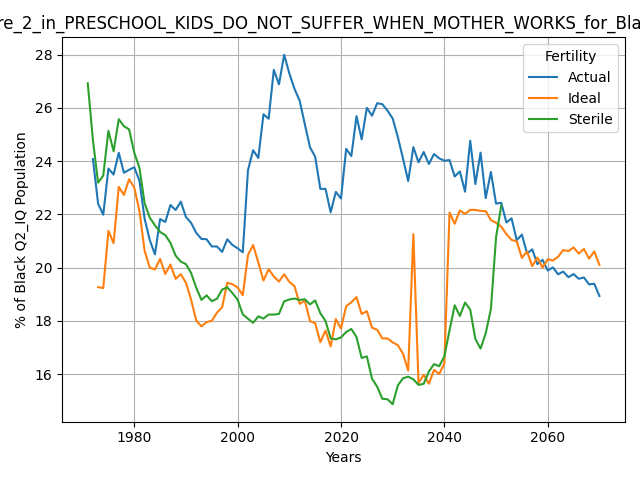 re_2_in_PRESCHOOL_KIDS_DO_NOT_SUFFER_WHEN_MOTHER_WORKS_for_Bla
Fertility
Actual
Ideal
Sterile
% of Black Q2_IQ Population
28
26
24
22
20
18
16
1980 2000 2020 2040 2060
Years